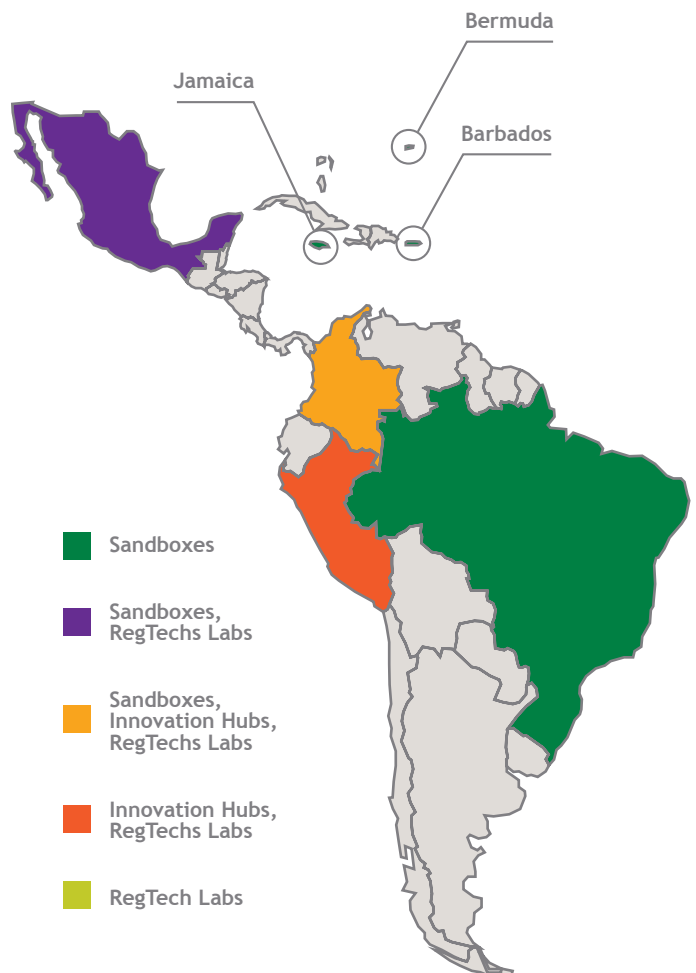 Bermuda
Jamaica
Barbados
Sandboxes
Sandboxes,
RegTechs Labs
Sandboxes,
Innovation Hubs,
RegTechs Labs
Innovation Hubs,
RegTechs Labs
RegTech Labs